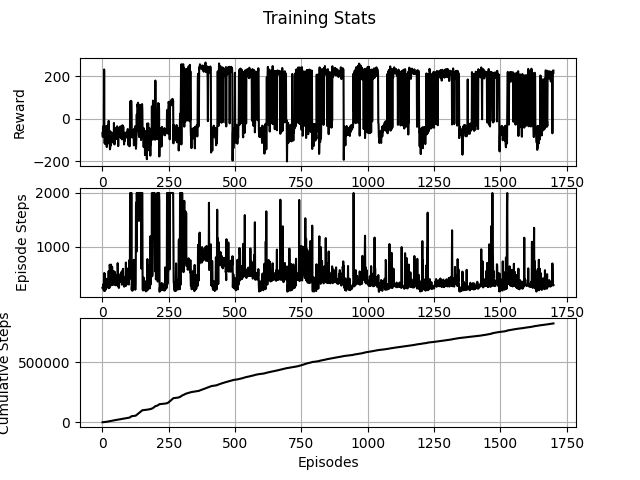 Training Stats
200
0
−200
Reward
0 250 500 750 1000 1250 1500 1750
2000
1000
Episode Steps
0 250 500 750 1000 1250 1500 1750
500000
0
Cumulative Steps
0 250 500 750 1000 1250 1500 1750
Episodes